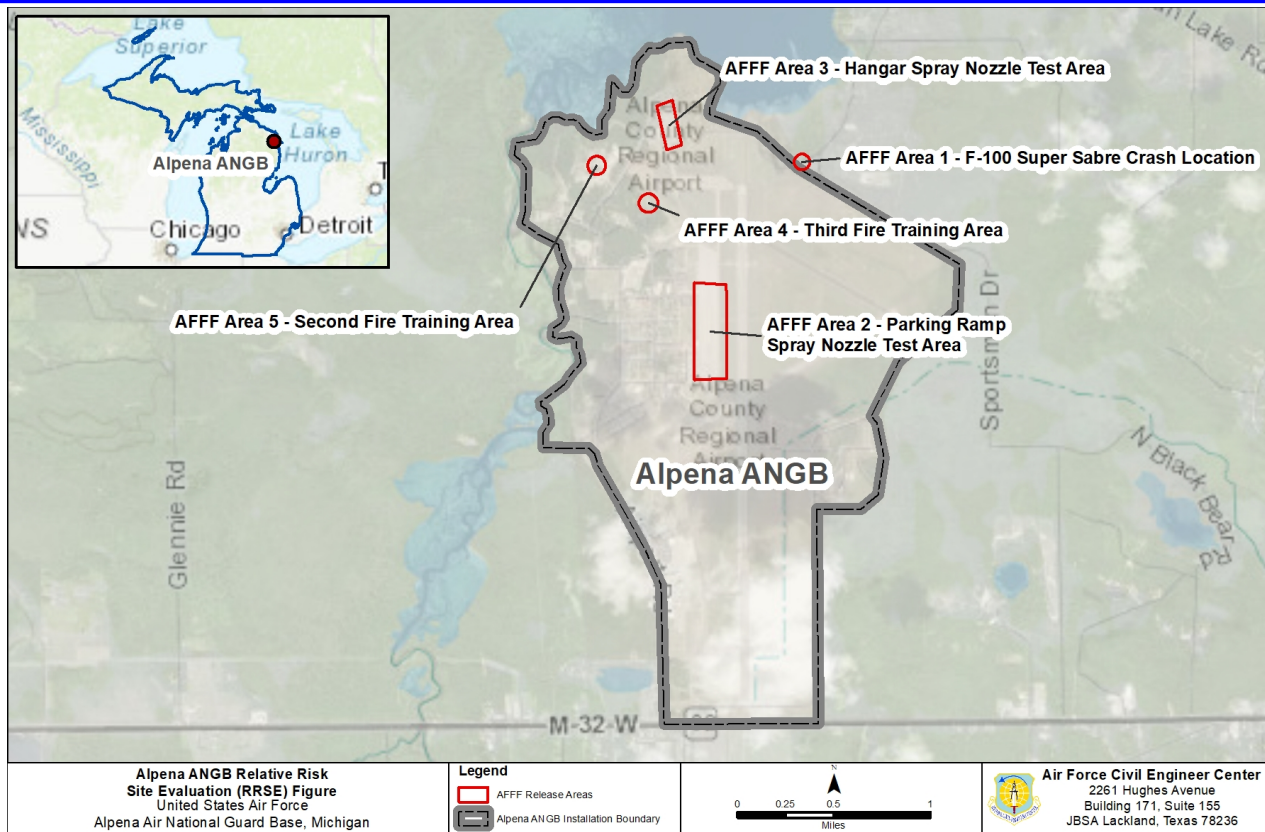 Lake
Superior
Mississippi
Lake
Huron
Alpena ANGB
Chicago
Detroit
NS
T
Lake Rd
AFFF Area 3 - Hangar Spray Nozzle Test Area
Alpena
County
Regional
Airport
AFFF Area 1 - F-100 Super Sabre Crash Location
AFFF Area 4 - Third Fire Training Area
AFFF Area 5 - Second Fire Training Area
AFFF Area 2 - Parking Ramp
Spray Nozzle Test Area
Sportsmn Dr
Alpena
County
Regional
Airport
Alpena ANGB
N Black Bear Rd
Glennie Rd
M-32-W
Alpena ANGB Relative Risk
Site Evaluation (RRSE) Figure
United States Air Force
Alpena Air National Guard Base, Michigan
Legend
AFFF Release Areas
Alpena ANGB Installation Boundary
N
0 0.25 0.5 1
Miles
Air Force Civil Engineer Center
2261 Hughes Avenue
Building 171, Suite 155
JBSA Lackland, Texas 78236